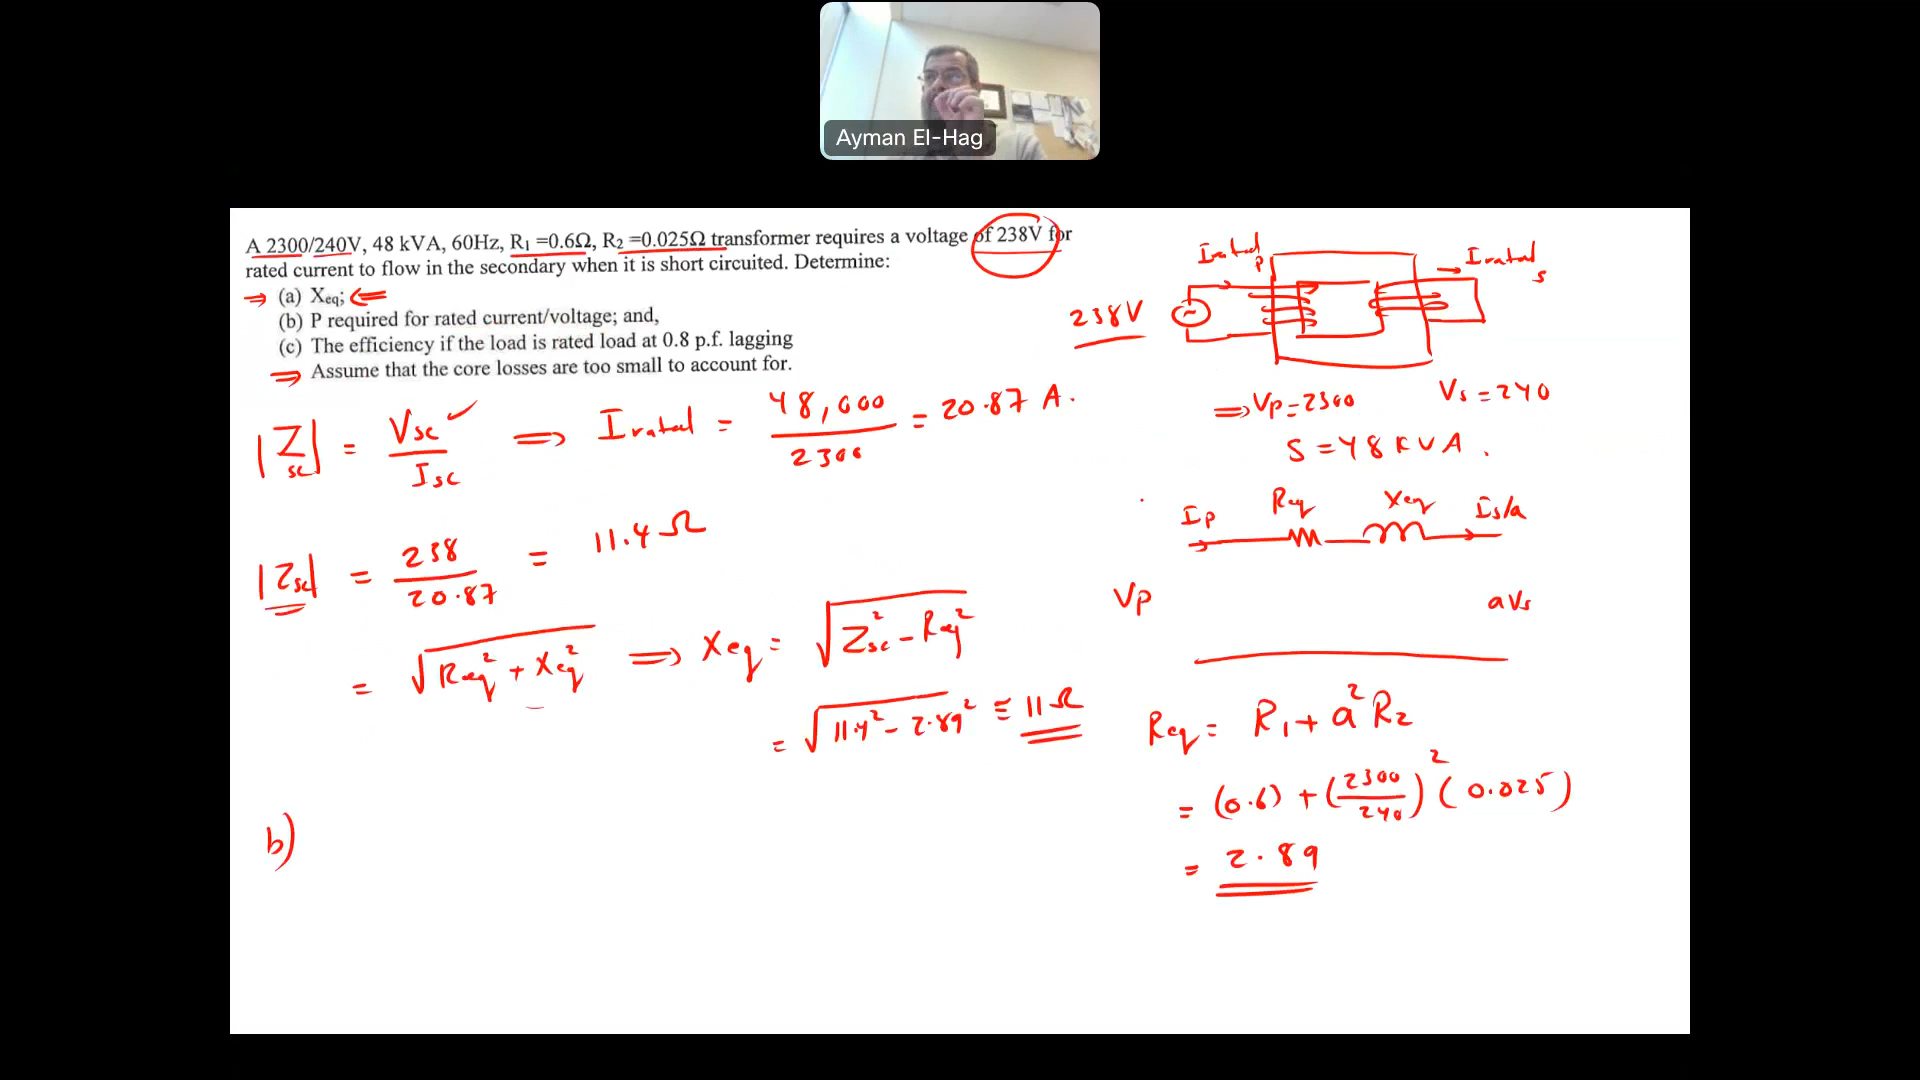 Ayman El-Hag
A 2300/240V, 48 kVA, 60Hz, R1 =0.6Ω, R2 =0.025Ω transformer requires a voltage of 238V for
rated current to flow in the secondary when it is short circuited. Determine:
⇒ (a) Xeq; ⇐
(b) P required for rated current/voltage; and,
(c) The efficiency if the load is rated load at 0.8 p.f. lagging
⇒ Assume that the core losses are too small to account for.
Irated p
Irated s
238V
~
⇒ Vp = 2300 Vs = 240
S = 48 KVA.
|Zsc| = Vsc / Isc ✓ ⇒ Irated = 48,000 / 2300 = 20.87 A.
|Zsc| = 238 / 20.87 = 11.4 Ω
= √(Req² + Xeq²) ⇒ Xeq = √(Zsc² - Req²)
= √(11.4² - 2.89²) ≅ 11 Ω
Ip Req Xeq Is/a
Vp aVs
Req = R1 + a² R2
= (0.6) + (2300/240)² (0.025)
= 2.89
b)